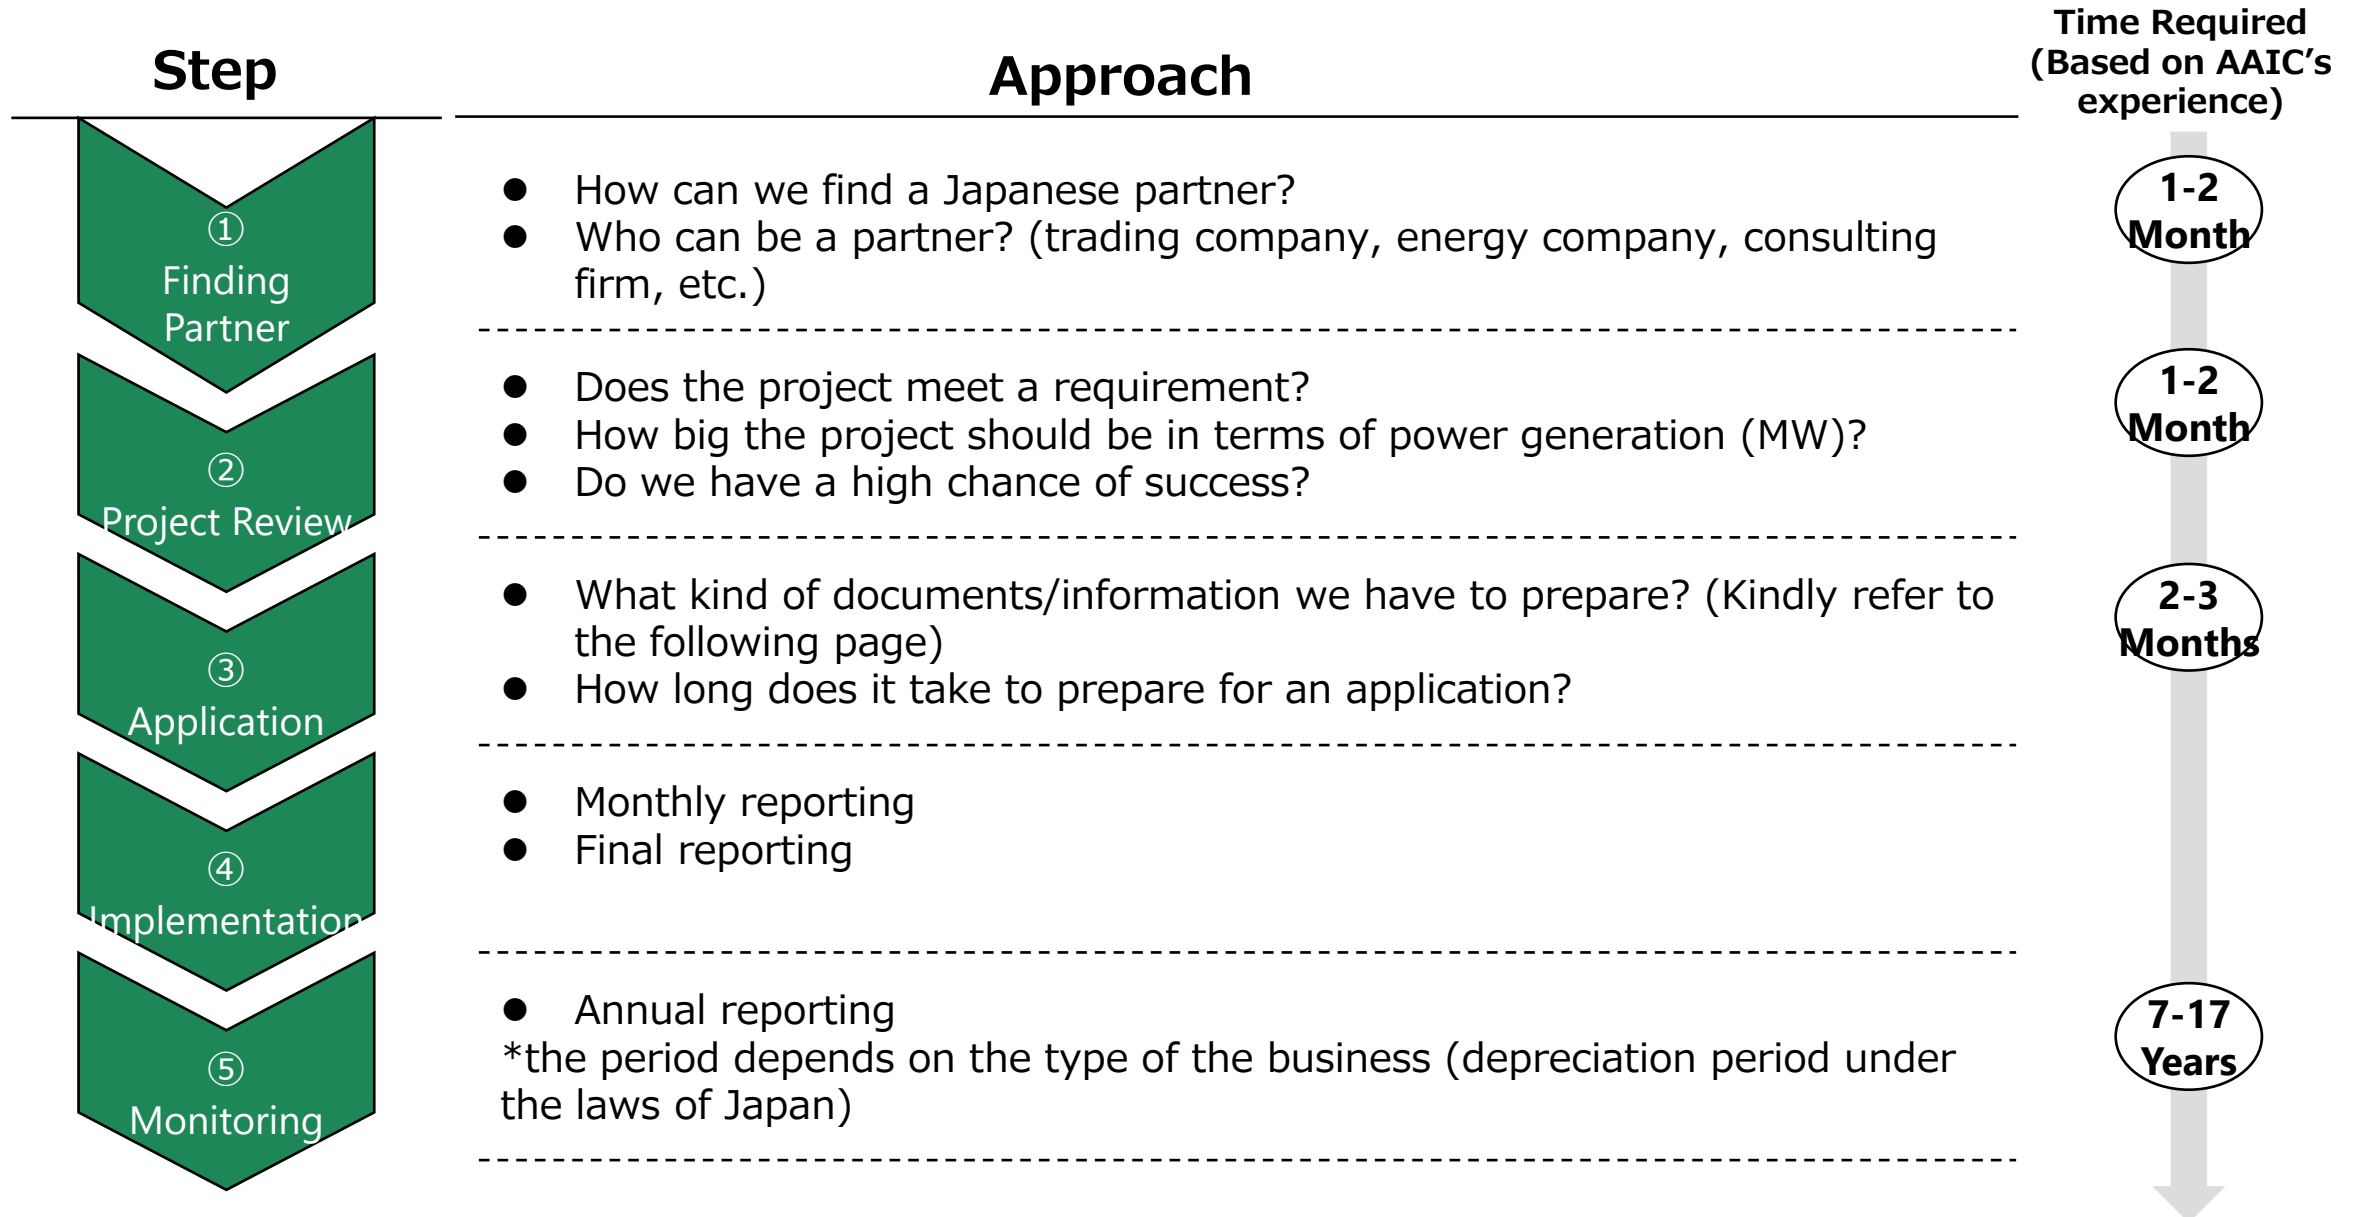 Step
Approach
Time Required
(Based on AAIC’s
experience)
①
Finding
Partner
● How can we find a Japanese partner?
● Who can be a partner? (trading company, energy company, consulting
firm, etc.)
1-2
Month
②
Project Review
● Does the project meet a requirement?
● How big the project should be in terms of power generation (MW)?
● Do we have a high chance of success?
1-2
Month
③
Application
● What kind of documents/information we have to prepare? (Kindly refer to
the following page)
● How long does it take to prepare for an application?
2-3
Months
④
Implementation
● Monthly reporting
● Final reporting
⑤
Monitoring
● Annual reporting
*the period depends on the type of the business (depreciation period under
the laws of Japan)
7-17
Years